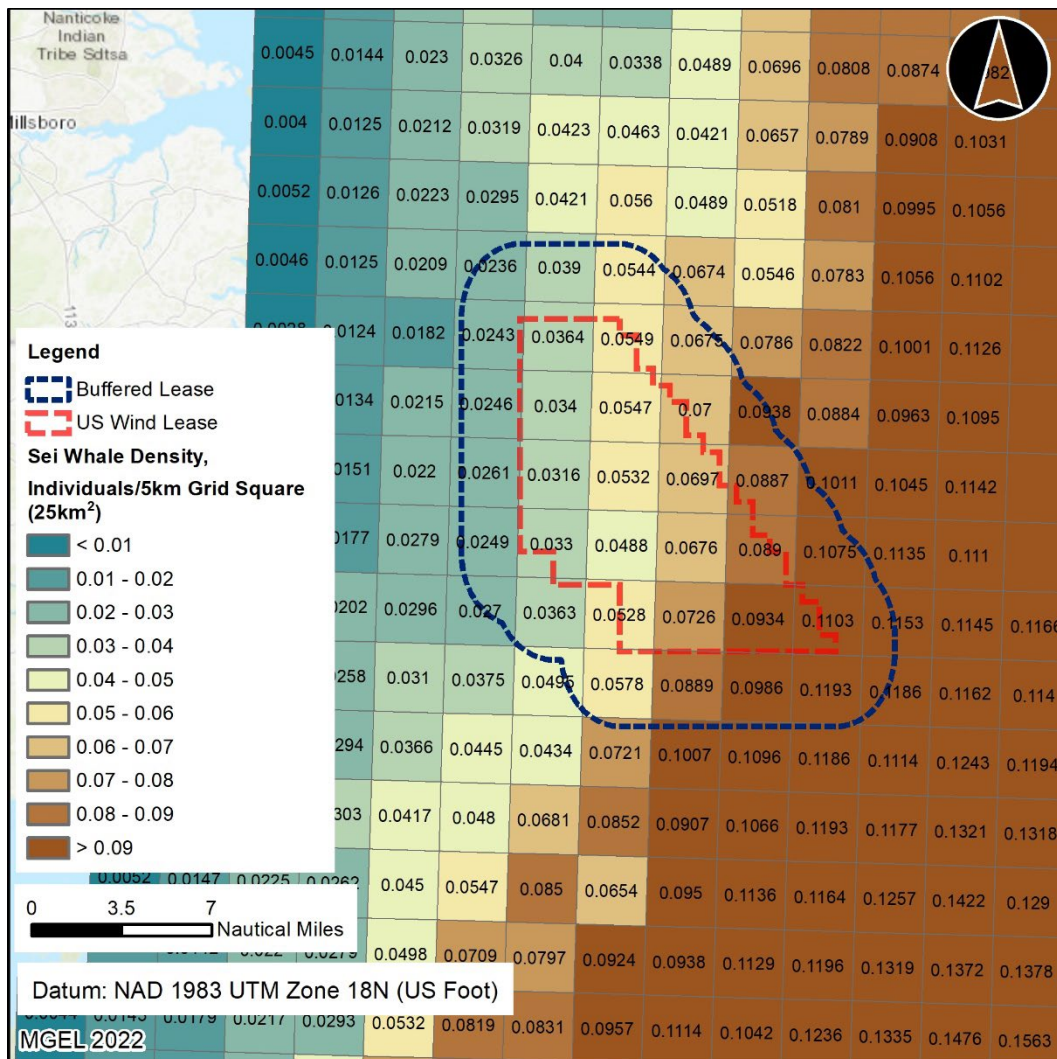 Nanticoke
Indian
Tribe Sdtsa
0.0045 0.0144 0.023 0.0326 0.04 0.0338 0.0489 0.0696 0.0808 0.0874
illsboro
0.004 0.0125 0.0212 0.0319 0.0423 0.0463 0.0421 0.0657 0.0789 0.0908 0.1031
0.0052 0.0126 0.0223 0.0295 0.0421 0.056 0.0489 0.0518 0.081 0.0995 0.1056
0.0046 0.0125 0.0209 0.0236 0.039 0.0544 0.0674 0.0546 0.0783 0.1056 0.1102
113
0.0124 0.0182 0.0243 0.0364 0.0549 0.0675 0.0786 0.0822 0.1001 0.1126
Legend
Buffered Lease
US Wind Lease
Sei Whale Density,
Individuals/5km Grid Square
(25km²)
< 0.01
0.01 - 0.02
0.02 - 0.03
0.03 - 0.04
0.04 - 0.05
0.05 - 0.06
0.06 - 0.07
0.07 - 0.08
0.08 - 0.09
> 0.09
0134 0.0215 0.0246 0.034 0.0547 0.07 0.0938 0.0884 0.0963 0.1095
0151 0.022 0.0261 0.0316 0.0532 0.0697 0.0887 0.1011 0.1045 0.1142
0177 0.0279 0.0249 0.033 0.0488 0.0676 0.089 0.1075 0.1135 0.111
0202 0.0296 0.027 0.0363 0.0528 0.0726 0.0934 0.1103 0.1153 0.1145 0.1166
0258 0.031 0.0375 0.0495 0.0578 0.0889 0.0986 0.1193 0.1186 0.1162 0.114
294 0.0366 0.0445 0.0434 0.0721 0.1007 0.1096 0.1186 0.1114 0.1243 0.1194
303 0.0417 0.048 0.0681 0.0852 0.0907 0.1066 0.1193 0.1177 0.1321 0.1318
0.0052 0.0147 0.0225 0.0262 0.045 0.0547 0.085 0.0654 0.095 0.1136 0.1164 0.1257 0.1422 0.129
0 3.5 7
Nautical Miles
0.0498 0.0709 0.0797 0.0924 0.0938 0.1129 0.1196 0.1319 0.1372 0.1378
Datum: NAD 1983 UTM Zone 18N (US Foot)
0.0179 0.0217 0.0293 0.0532 0.0819 0.0831 0.0957 0.1114 0.1042 0.1236 0.1335 0.1476 0.1563
MGEL 2022